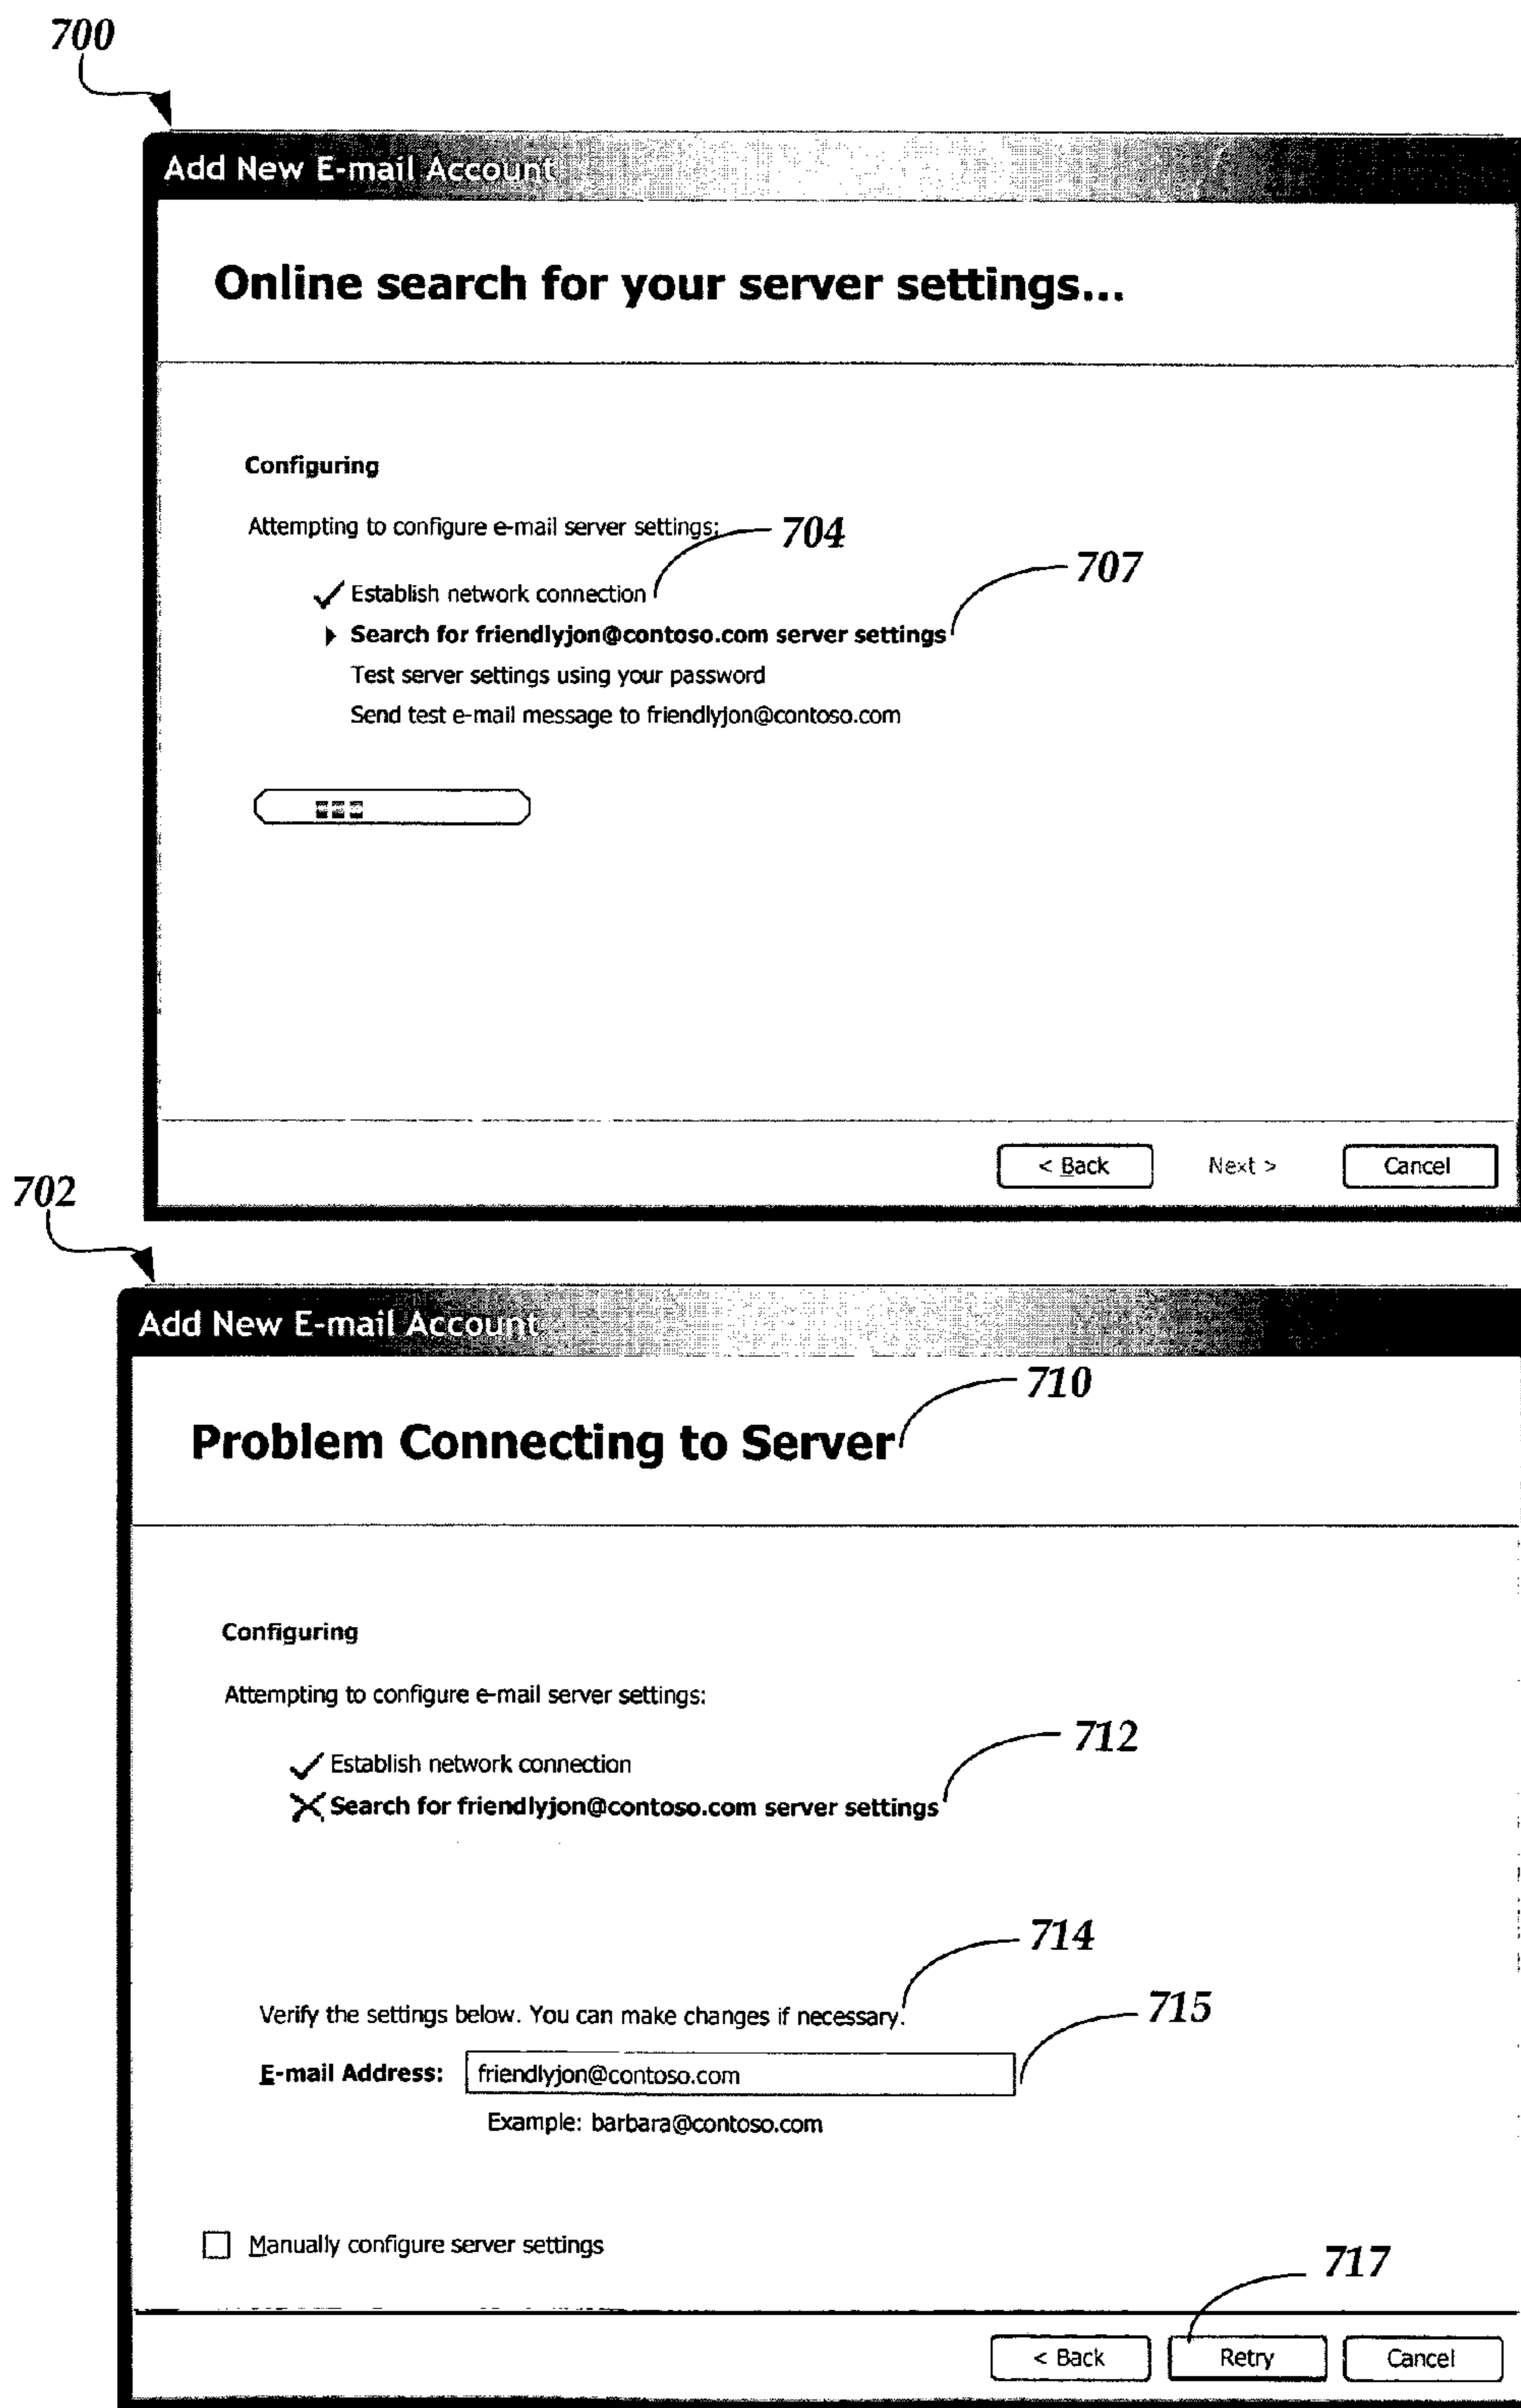 700
Add New E-mail Account
Online search for your server settings...
Configuring
Attempting to configure e-mail server settings:
704
707
Establish network connection
Search for friendlyjon@contoso.com server settings
Test server settings using your password
Send test e-mail message to friendlyjon@contoso.com
< Back Next > Cancel
702
Add New E-mail Account
710
Problem Connecting to Server
Configuring
Attempting to configure e-mail server settings:
712
Establish network connection
Search for friendlyjon@contoso.com server settings
714
715
Verify the settings below. You can make changes if necessary.
E-mail Address: friendlyjon@contoso.com
Example: barbara@contoso.com
Manually configure server settings
717
< Back Retry Cancel